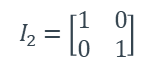 I₂ = [1 0
0 1]